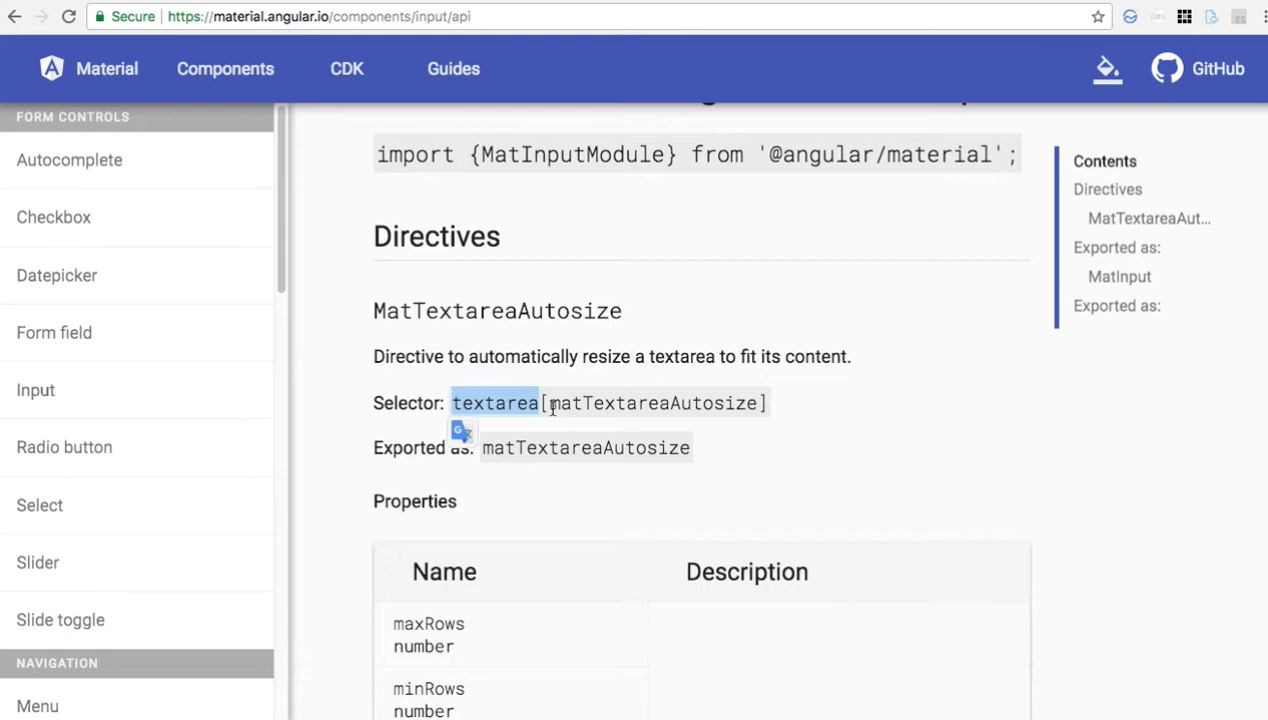 Secure
https://material.angular.io/components/input/api
Material
Components
CDK
Guides
GitHub
FORM CONTROLS
Autocomplete
Checkbox
Datepicker
Form field
Input
Radio button
Select
Slider
Slide toggle
NAVIGATION
Menu
import {MatInputModule} from '@angular/material';
Directives
MatTextareaAutosize
Directive to automatically resize a textarea to fit its content.
Selector: textarea[matTextareaAutosize]
Exported as: matTextareaAutosize
Properties
Name Description
maxRows
number
minRows
number
Contents
Directives
MatTextareaAut...
Exported as:
MatInput
Exported as: